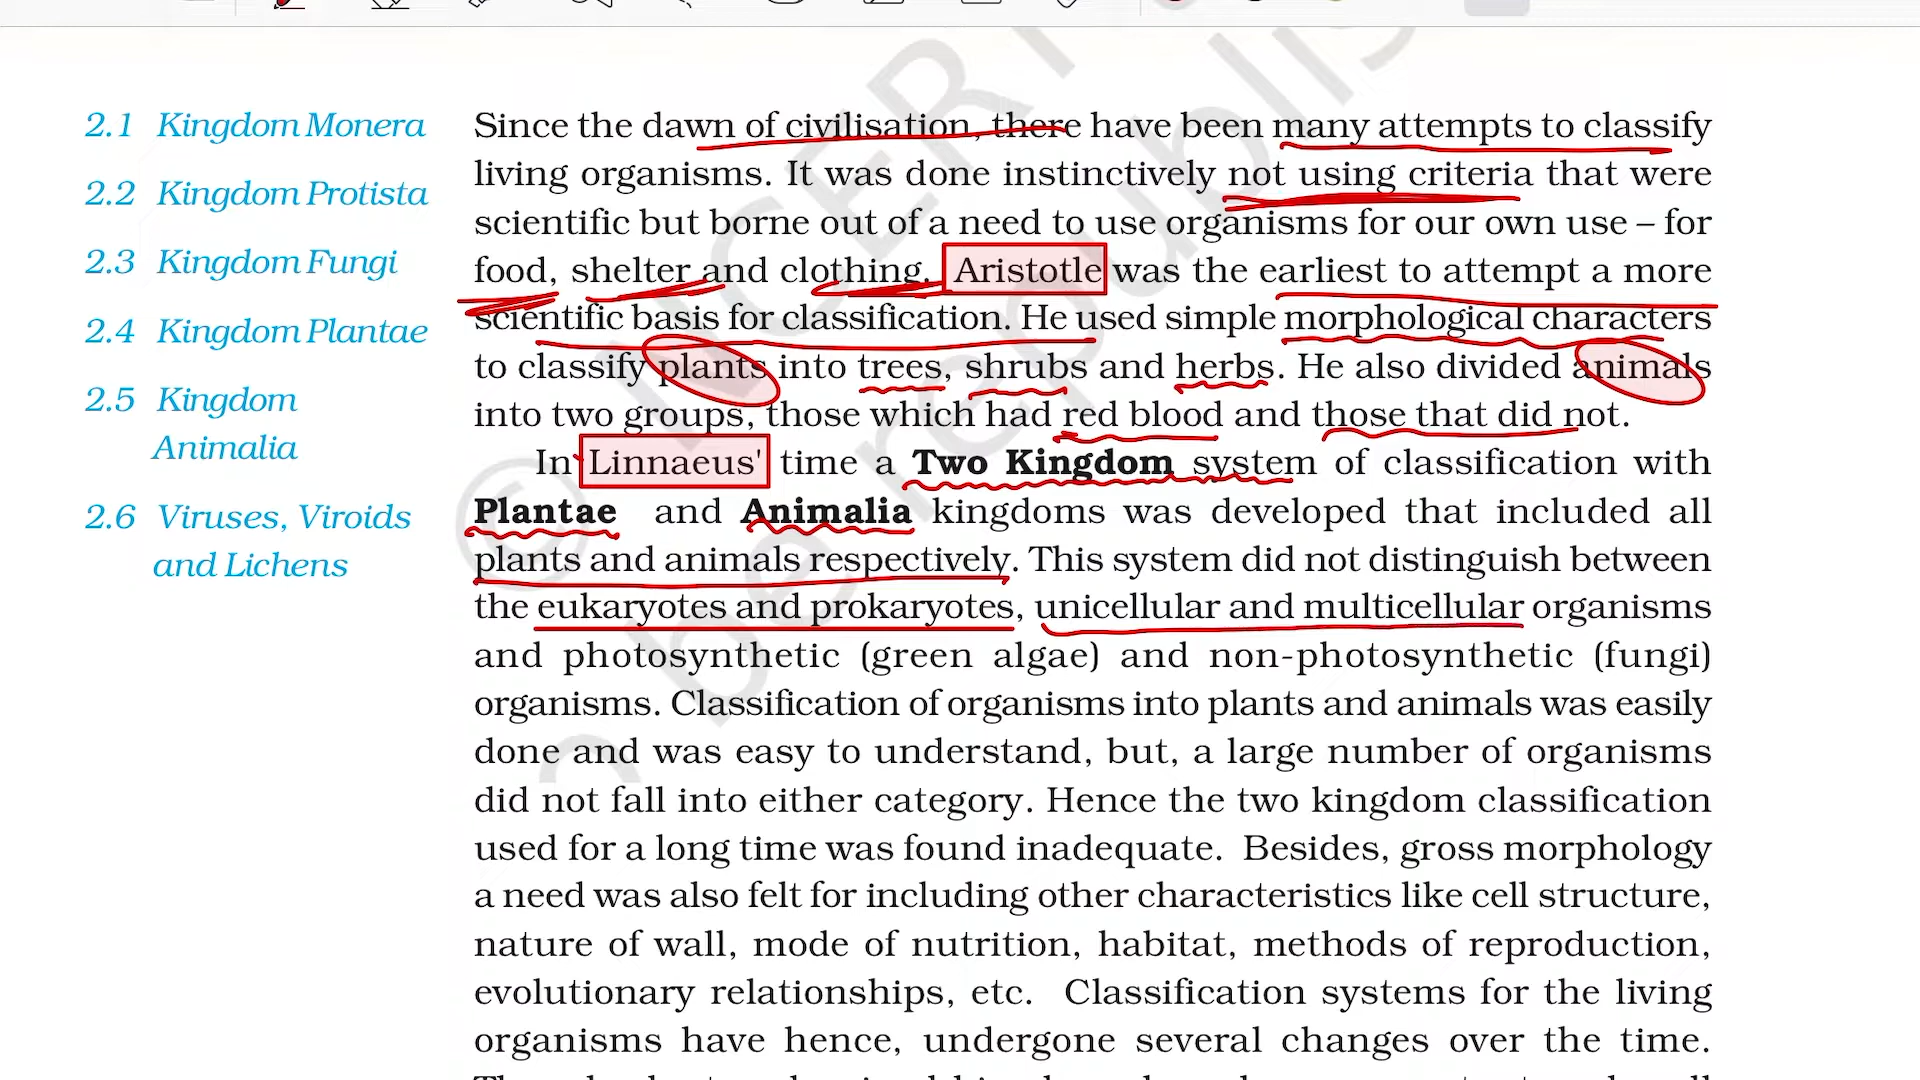 2.1 Kingdom Monera
2.2 Kingdom Protista
2.3 Kingdom Fungi
2.4 Kingdom Plantae
2.5 Kingdom
Animalia
2.6 Viruses, Viroids
and Lichens
Since the dawn of civilisation, there have been many attempts to classify
living organisms. It was done instinctively not using criteria that were
scientific but borne out of a need to use organisms for our own use – for
food, shelter and clothing. Aristotle was the earliest to attempt a more
scientific basis for classification. He used simple morphological characters
to classify plants into trees, shrubs and herbs. He also divided animals
into two groups, those which had red blood and those that did not.
In Linnaeus' time a Two Kingdom system of classification with
Plantae and Animalia kingdoms was developed that included all
plants and animals respectively. This system did not distinguish between
the eukaryotes and prokaryotes, unicellular and multicellular organisms
and photosynthetic (green algae) and non-photosynthetic (fungi)
organisms. Classification of organisms into plants and animals was easily
done and was easy to understand, but, a large number of organisms
did not fall into either category. Hence the two kingdom classification
used for a long time was found inadequate. Besides, gross morphology
a need was also felt for including other characteristics like cell structure,
nature of wall, mode of nutrition, habitat, methods of reproduction,
evolutionary relationships, etc. Classification systems for the living
organisms have hence, undergone several changes over the time.
© NCERT
be republis